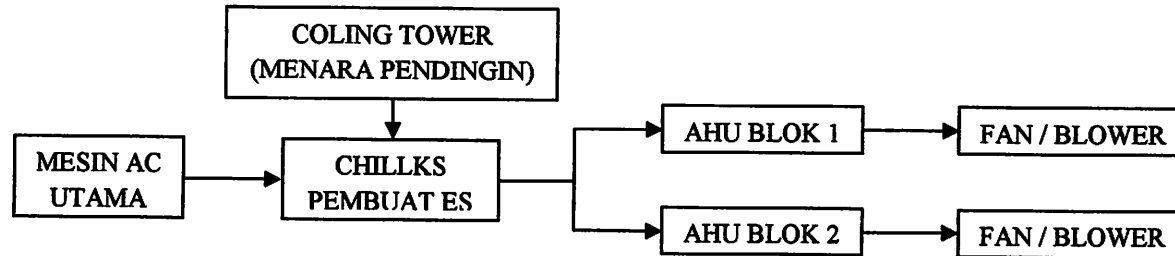 COLING TOWER
(MENARA PENDINGIN)
MESIN AC
UTAMA
CHILLKS
PEMBUAT ES
AHU BLOK 1
FAN / BLOWER
AHU BLOK 2
FAN / BLOWER